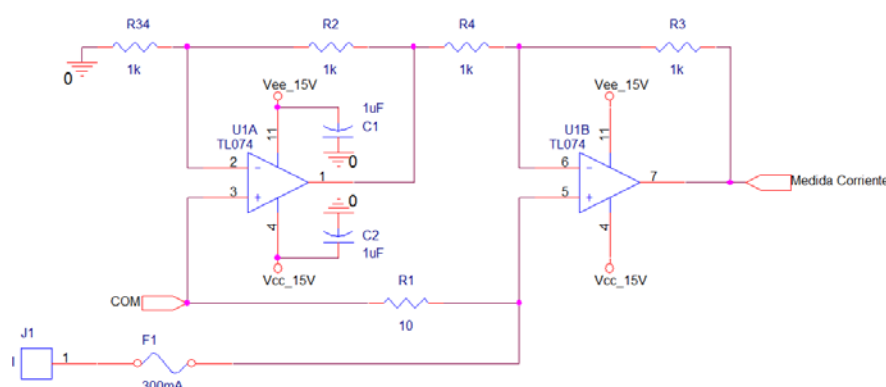 R34
R2
R4
R3
1k
1k
1k
1k
0
Vee_15V
Vee_15V
1uF
C1
0
U1A
TL074
11
2
3
1
4
0
C2
1uF
Vcc_15V
U1B
TL074
11
6
5
7
4
Vcc_15V
Medida Corriente
R1
10
COM
J1
I
1
F1
300mA